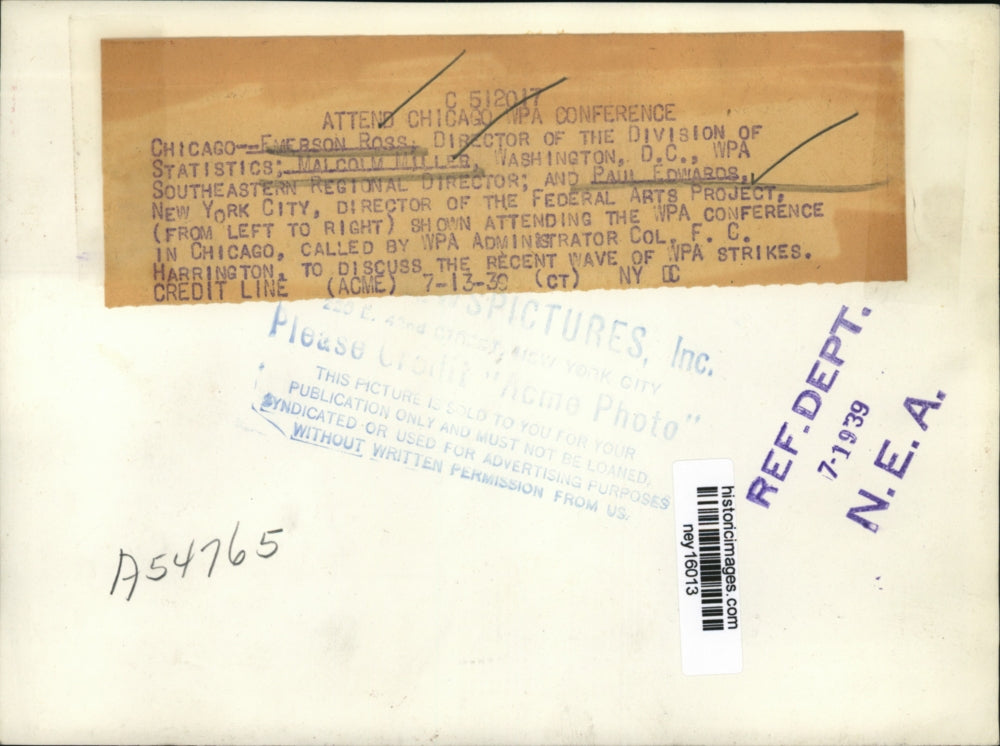 C 512017
ATTEND CHICAGO WPA CONFERENCE
CHICAGO--EMERSON ROSS, DIRECTOR OF THE DIVISION OF
STATISTICS; MALCOLM MILLER, WASHINGTON, D.C., WPA
SOUTHEASTERN REGIONAL DIRECTOR; AND PAUL EDWARDS,
NEW YORK CITY, DIRECTOR OF THE FEDERAL ARTS PROJECT,
(FROM LEFT TO RIGHT) SHOWN ATTENDING THE WPA CONFERENCE
IN CHICAGO, CALLED BY WPA ADMINISTRATOR COL. F. C.
HARRINGTON, TO DISCUSS THE RECENT WAVE OF WPA STRIKES.
CREDIT LINE (ACME) 7-13-39 (CT) NY DC
WSPICTURES, Inc.
220 E. 42nd STREET, NEW YORK CITY
Please Credit "Acme Photo"
THIS PICTURE IS SOLD TO YOU FOR YOUR
PUBLICATION ONLY AND MUST NOT BE LOANED,
SYNDICATED OR USED FOR ADVERTISING PURPOSES
WITHOUT WRITTEN PERMISSION FROM US.
REF. DEPT.
7-19 39
N. E. A.
historicimages.com
ney16013
A54765